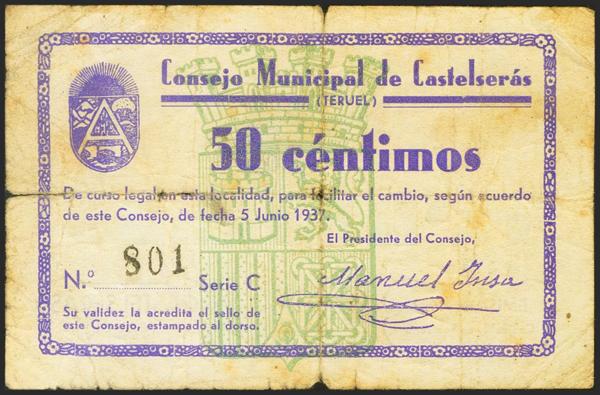 Consejo Municipal de Castelserás
(TERUEL)
50 céntimos
De curso legal, en esta localidad, para facilitar el cambio, según acuerdo
de este Consejo, de fecha 5 Junio 1937.
El Presidente del Consejo,
N.º 801 Serie C
Manuel Insa
Su validez la acredita el sello de
este Consejo, estampado al dorso.